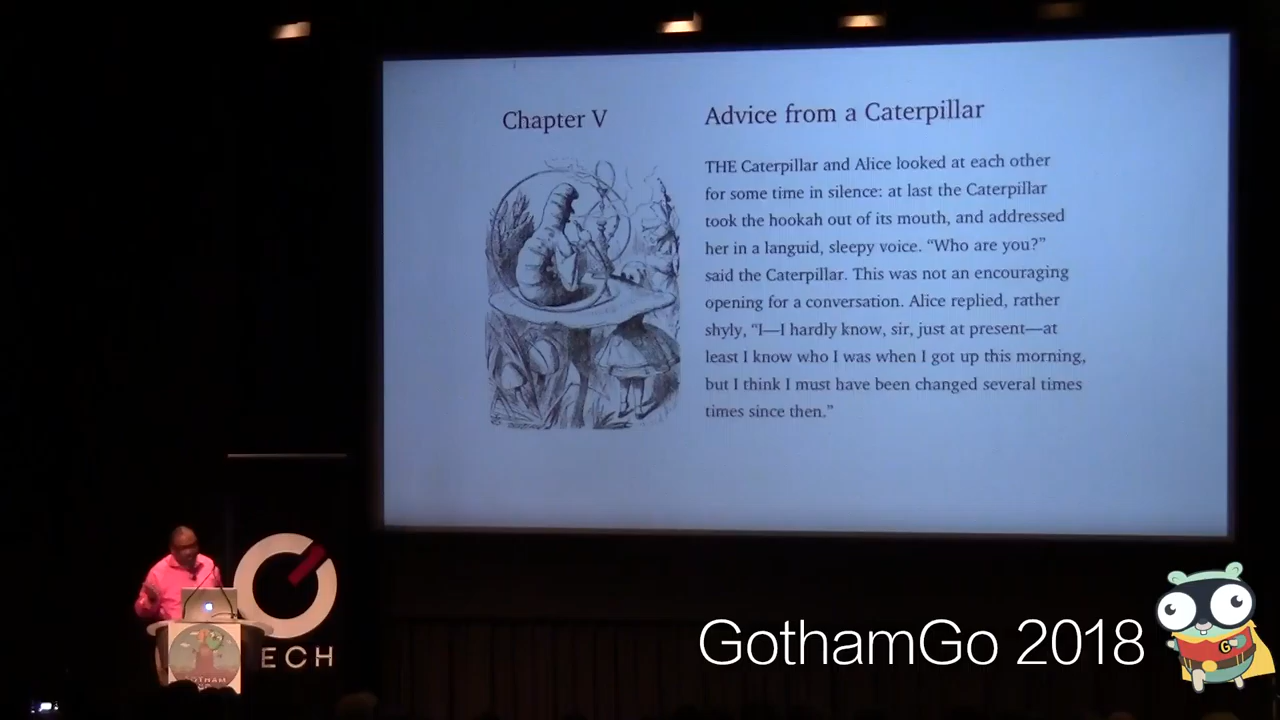 Chapter V
Advice from a Caterpillar
THE Caterpillar and Alice looked at each other
for some time in silence: at last the Caterpillar
took the hookah out of its mouth, and addressed
her in a languid, sleepy voice. “Who are you?”
said the Caterpillar. This was not an encouraging
opening for a conversation. Alice replied, rather
shyly, “I—I hardly know, sir, just at present—at
least I know who I was when I got up this morning,
but I think I must have been changed several times
times since then.”
ECH
GOTHAM
GothamGo 2018
G